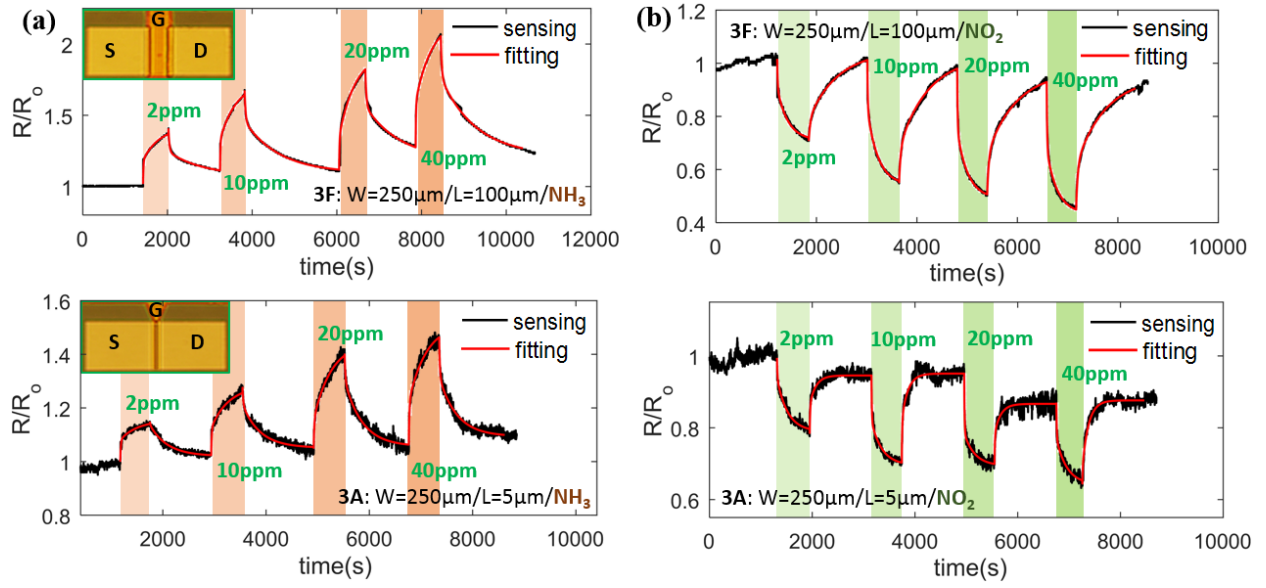 (a)
G
S D
2ppm
10ppm
20ppm
40ppm
sensing
fitting
3F: W=250µm/L=100µm/NH₃
R/Rₒ
2
1.5
1
0 2000 4000 6000 8000 10000 12000
time(s)
G
S D
2ppm
10ppm
20ppm
40ppm
sensing
fitting
3A: W=250µm/L=5µm/NH₃
R/Rₒ
1.6
1.4
1.2
1
0.8
2000 4000 6000 8000 10000
time(s)
(b)
3F: W=250µm/L=100µm/NO₂
sensing
fitting
2ppm
10ppm
20ppm
40ppm
R/Rₒ
1.2
1
0.8
0.6
0.4
0 2000 4000 6000 8000 10000
time(s)
2ppm
10ppm
20ppm
40ppm
sensing
fitting
3A: W=250µm/L=5µm/NO₂
R/Rₒ
1
0.8
0.6
0 2000 4000 6000 8000 10000
time(s)